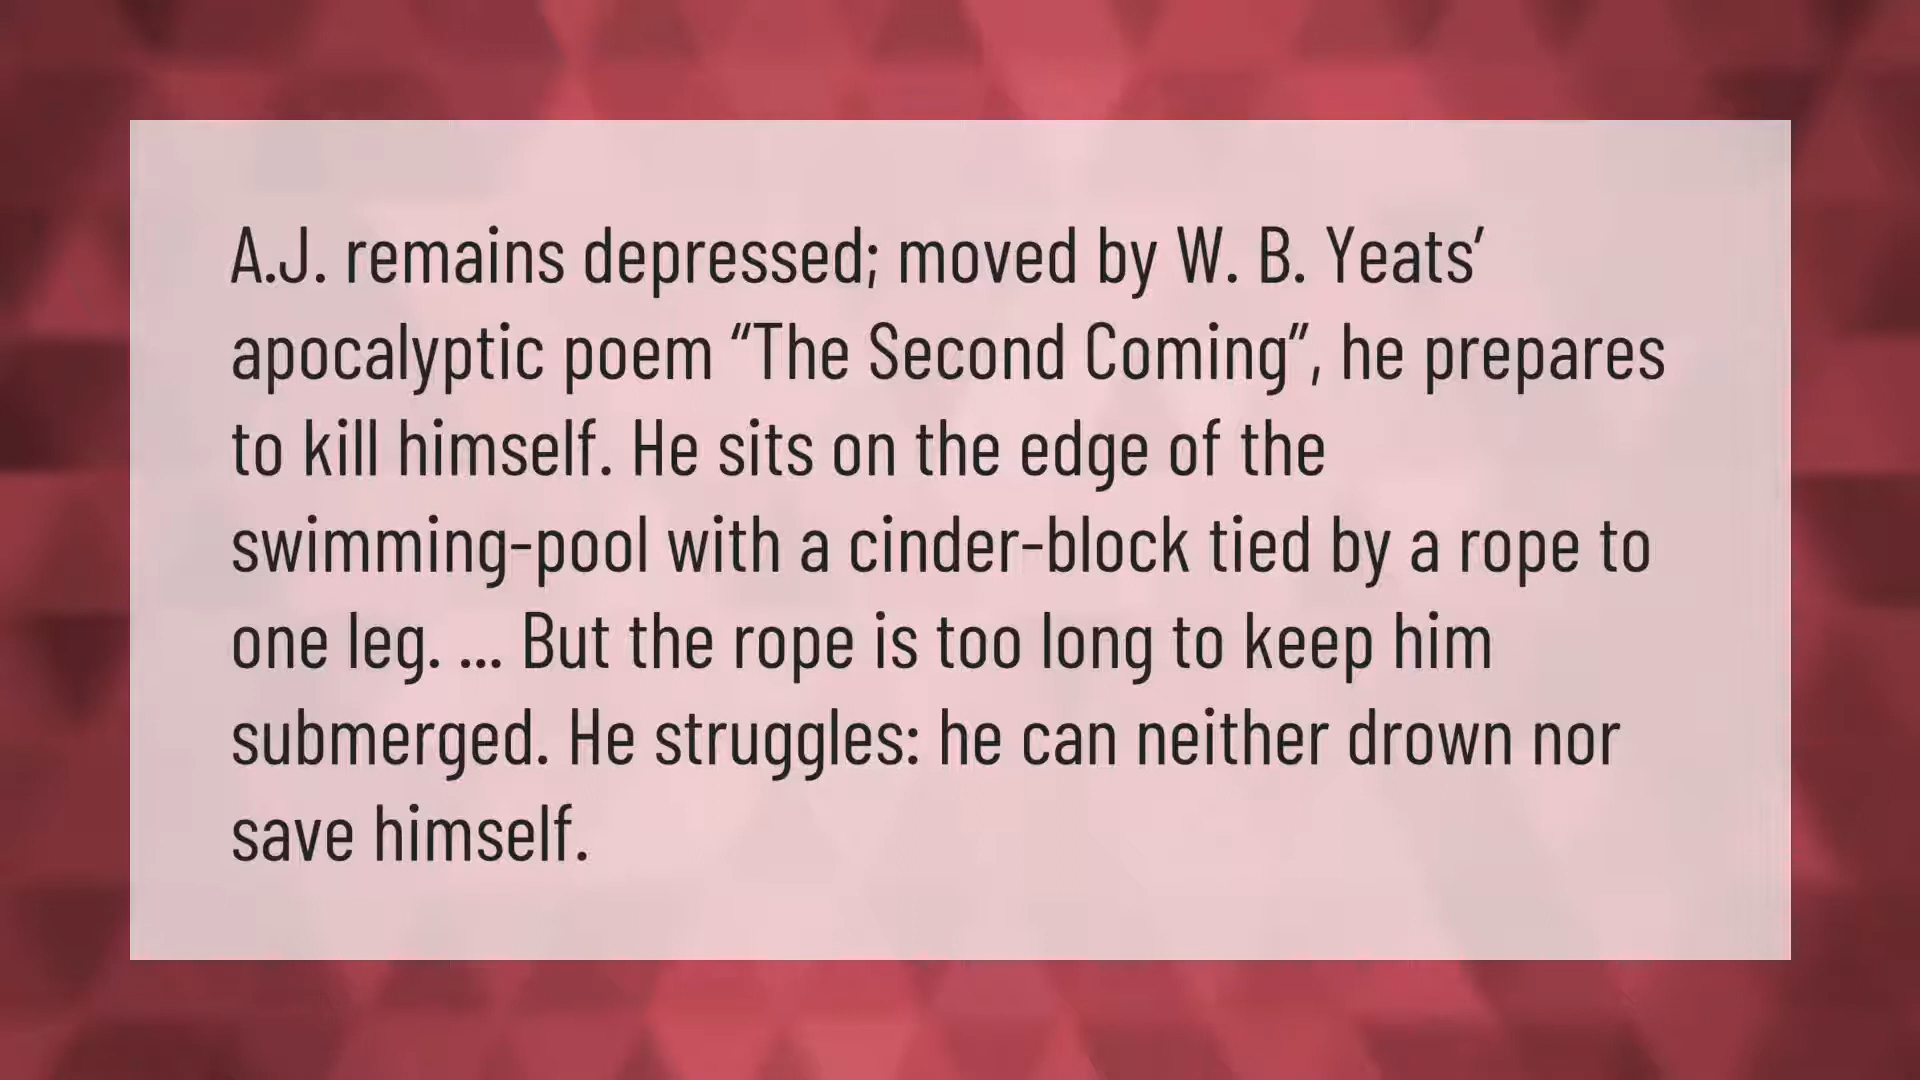 A.J. remains depressed; moved by W. B. Yeats’
apocalyptic poem “The Second Coming”, he prepares
to kill himself. He sits on the edge of the
swimming-pool with a cinder-block tied by a rope to
one leg. ... But the rope is too long to keep him
submerged. He struggles: he can neither drown nor
save himself.